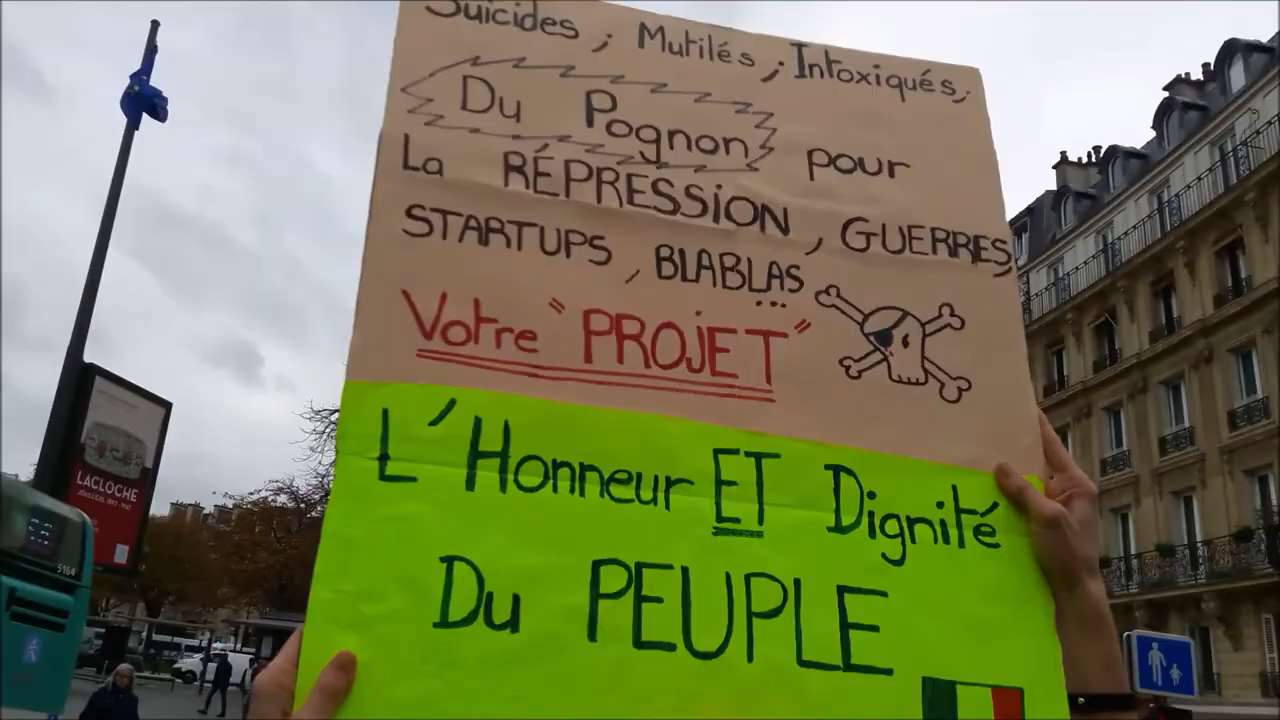 Suicides ; Mutilés ; Intoxiqués ;
Du Pognon pour
La RÉPRESSION , GUERRES,
STARTUPS , BLABLAS ...
Votre "PROJET"
L'Honneur ET Dignité
Du PEUPLE
LACLOCHE
5164